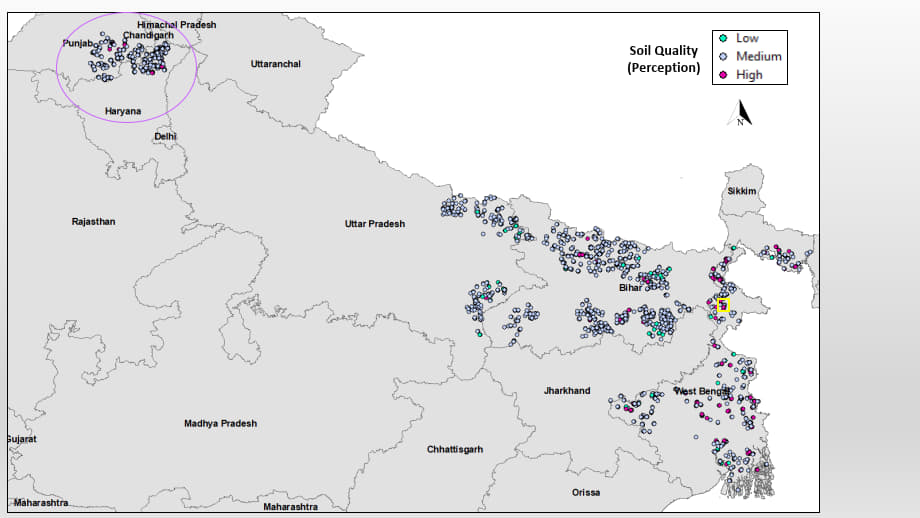 Himachal Pradesh
Chandigarh
Punjab
Soil Quality
(Perception)
Low
Medium
High
Uttaranchal
Haryana
N
Delhi
Sikkim
Rajasthan
Uttar Pradesh
Bihar
Jharkhand
West Bengal
Madhya Pradesh
Gujarat
Chhattisgarh
Orissa
Maharashtra
Maharashtra